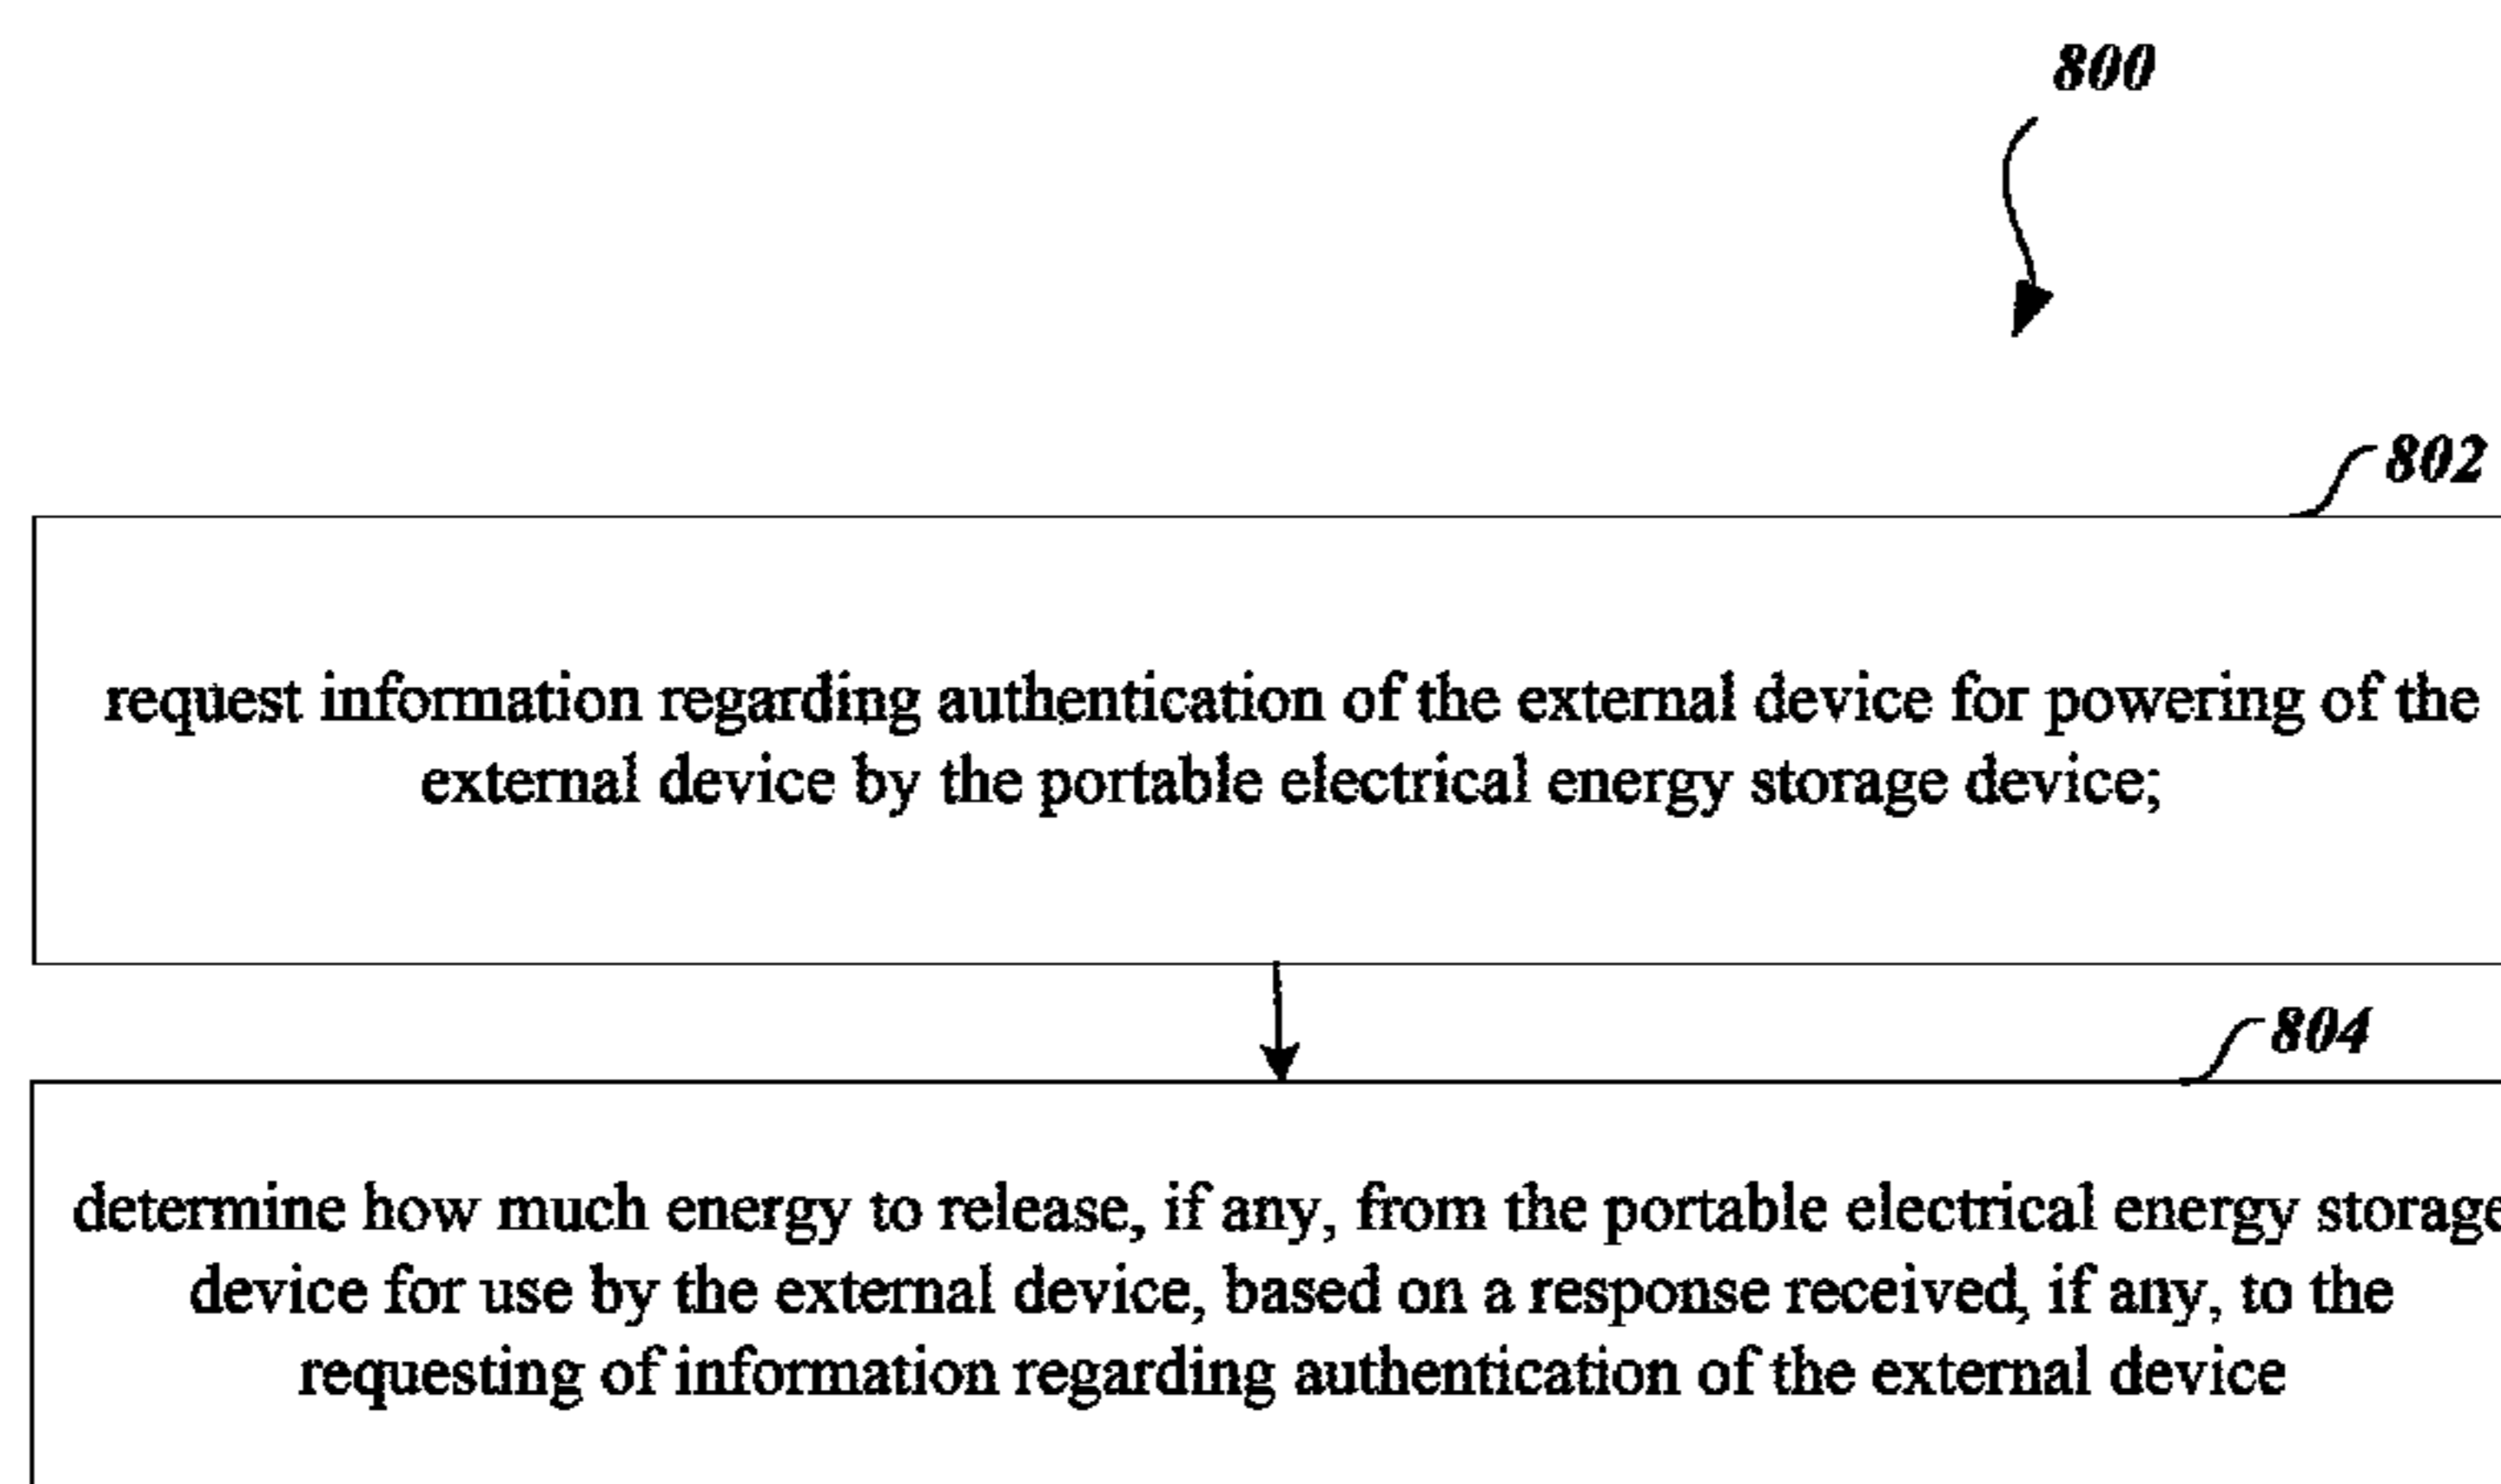 800
802
request information regarding authentication of the external device for powering of the
external device by the portable electrical energy storage device;
804
determine how much energy to release, if any, from the portable electrical energy storage
device for use by the external device, based on a response received, if any, to the
requesting of information regarding authentication of the external device